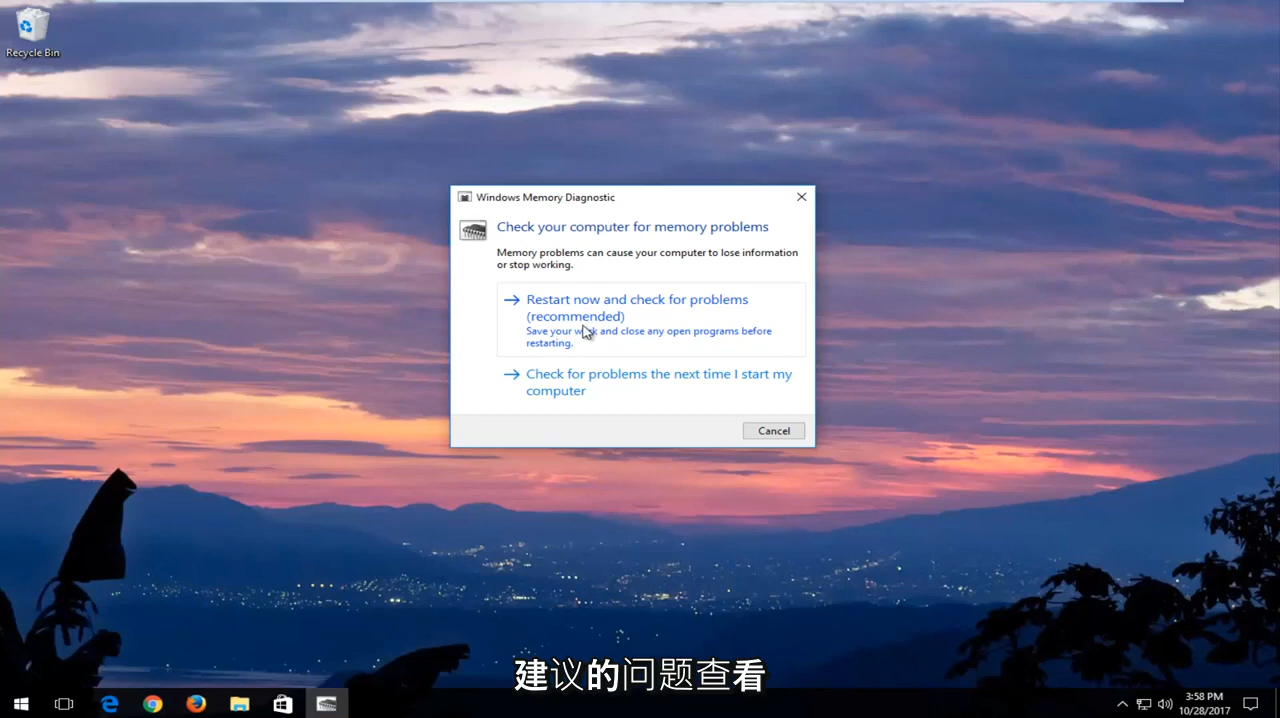 Recycle Bin
Windows Memory Diagnostic
Check your computer for memory problems
Memory problems can cause your computer to lose information
or stop working.
Restart now and check for problems
(recommended)
Save your work and close any open programs before
restarting.
Check for problems the next time I start my
computer
Cancel
建议的问题查看
3:58 PM
10/28/2017